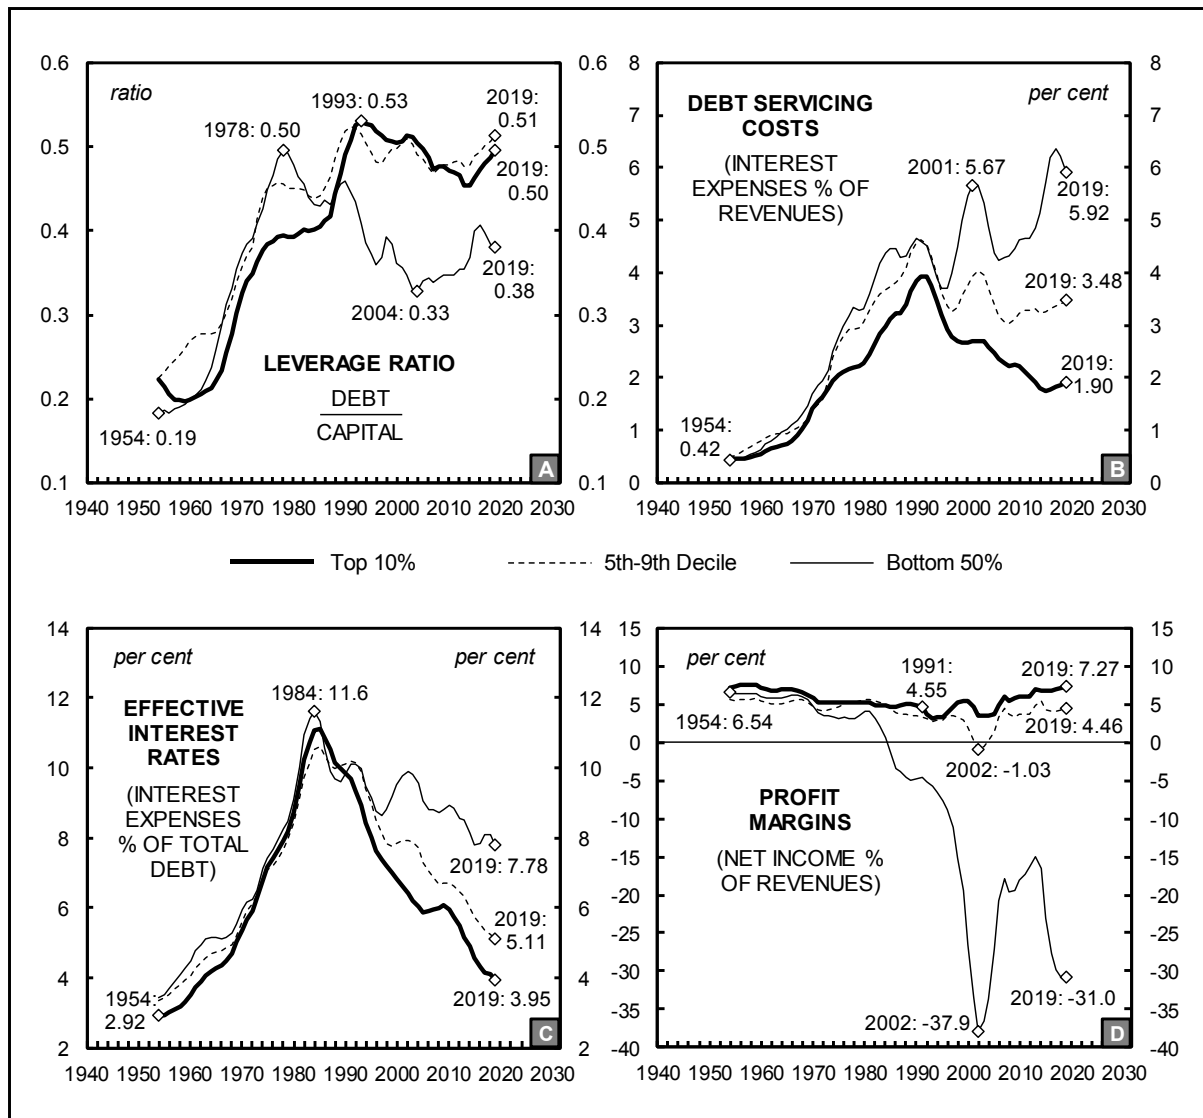 0.6
0.5
0.4
0.3
0.2
0.1
ratio
1978: 0.50
1993: 0.53
2019:
0.51
2019:
0.50
2019:
0.38
2004: 0.33
LEVERAGE RATIO
DEBT
CAPITAL
1954: 0.19
A
0.6
0.5
0.4
0.3
0.2
0.1
1940 1950 1960 1970 1980 1990 2000 2010 2020 2030
8
7
6
5
4
3
2
1
0
DEBT SERVICING
COSTS
(INTEREST
EXPENSES % OF
REVENUES)
per cent
2001: 5.67
2019:
5.92
2019: 3.48
2019:
1.90
1954:
0.42
B
8
7
6
5
4
3
2
1
0
1940 1950 1960 1970 1980 1990 2000 2010 2020 2030
Top 10%
5th-9th Decile
Bottom 50%
14
12
10
8
6
4
2
per cent
per cent
EFFECTIVE
INTEREST
RATES
(INTEREST
EXPENSES
% OF TOTAL
DEBT)
1984: 11.6
2019: 7.78
2019:
5.11
2019: 3.95
1954:
2.92
C
14
12
10
8
6
4
2
1940 1950 1960 1970 1980 1990 2000 2010 2020 2030
15
10
5
0
-5
-10
-15
-20
-25
-30
-35
-40
per cent
1991:
4.55
2019: 7.27
1954: 6.54
2019: 4.46
2002: -1.03
PROFIT
MARGINS
(NET INCOME %
OF REVENUES)
2019: -31.0
2002: -37.9
D
15
10
5
0
-5
-10
-15
-20
-25
-30
-35
-40
1940 1950 1960 1970 1980 1990 2000 2010 2020 2030